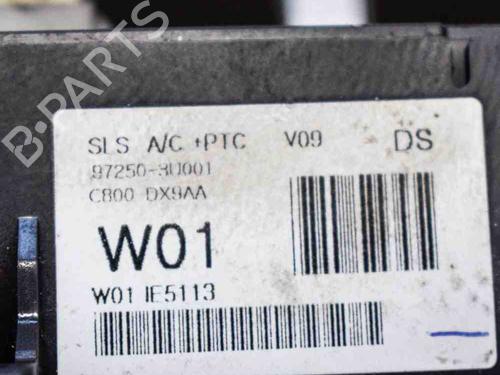 SLS A/C +PTC V09 DS
97250-3U001
C800 DX9AA
W01
W01 IE5113
B-PARTS